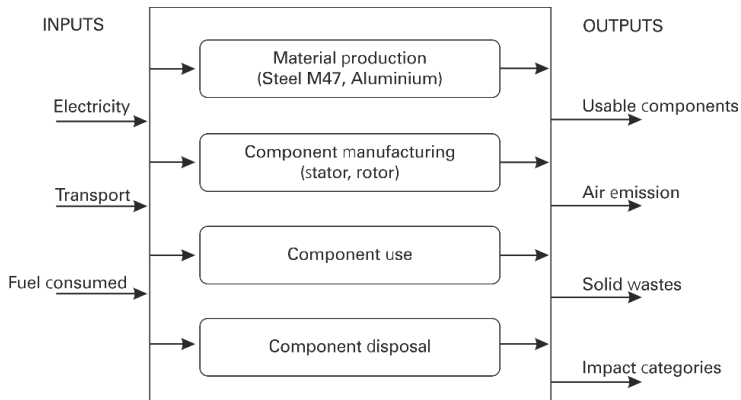 INPUTS
OUTPUTS
Material production
(Steel M47, Aluminium)
Electricity
Usable components
Component manufacturing
(stator, rotor)
Transport
Air emission
Component use
Fuel consumed
Solid wastes
Component disposal
Impact categories